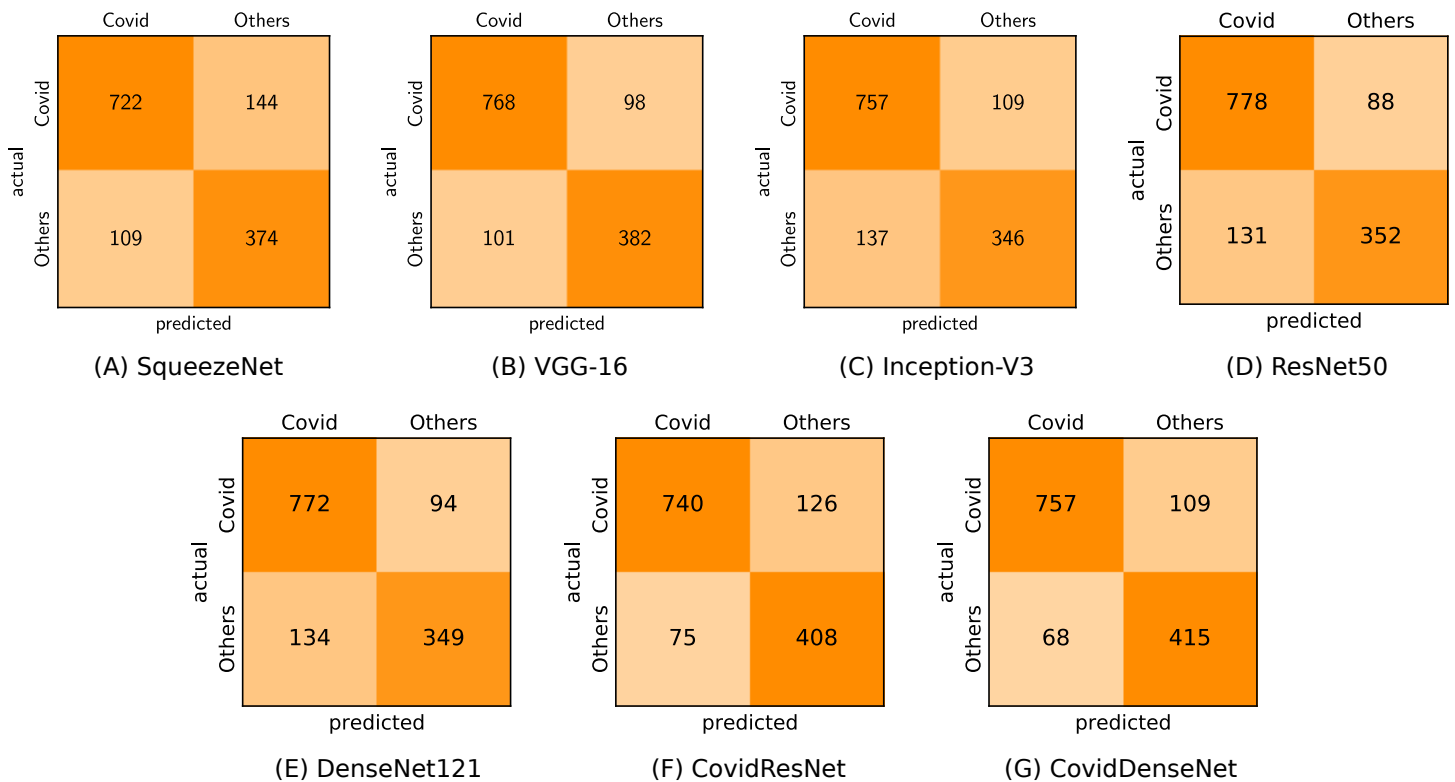 Covid Others Covid Others Covid Others Covid Others
actual Covid 722 144 actual Covid 768 98 actual Covid 757 109 actual Covid 778 88
Others 109 374 Others 101 382 Others 137 346 Others 131 352
predicted predicted predicted predicted
(A) SqueezeNet (B) VGG-16 (C) Inception-V3 (D) ResNet50
Covid Others Covid Others Covid Others
actual Covid 772 94 actual Covid 740 126 actual Covid 757 109
Others 134 349 Others 75 408 Others 68 415
predicted predicted predicted
(E) DenseNet121 (F) CovidResNet (G) CovidDenseNet